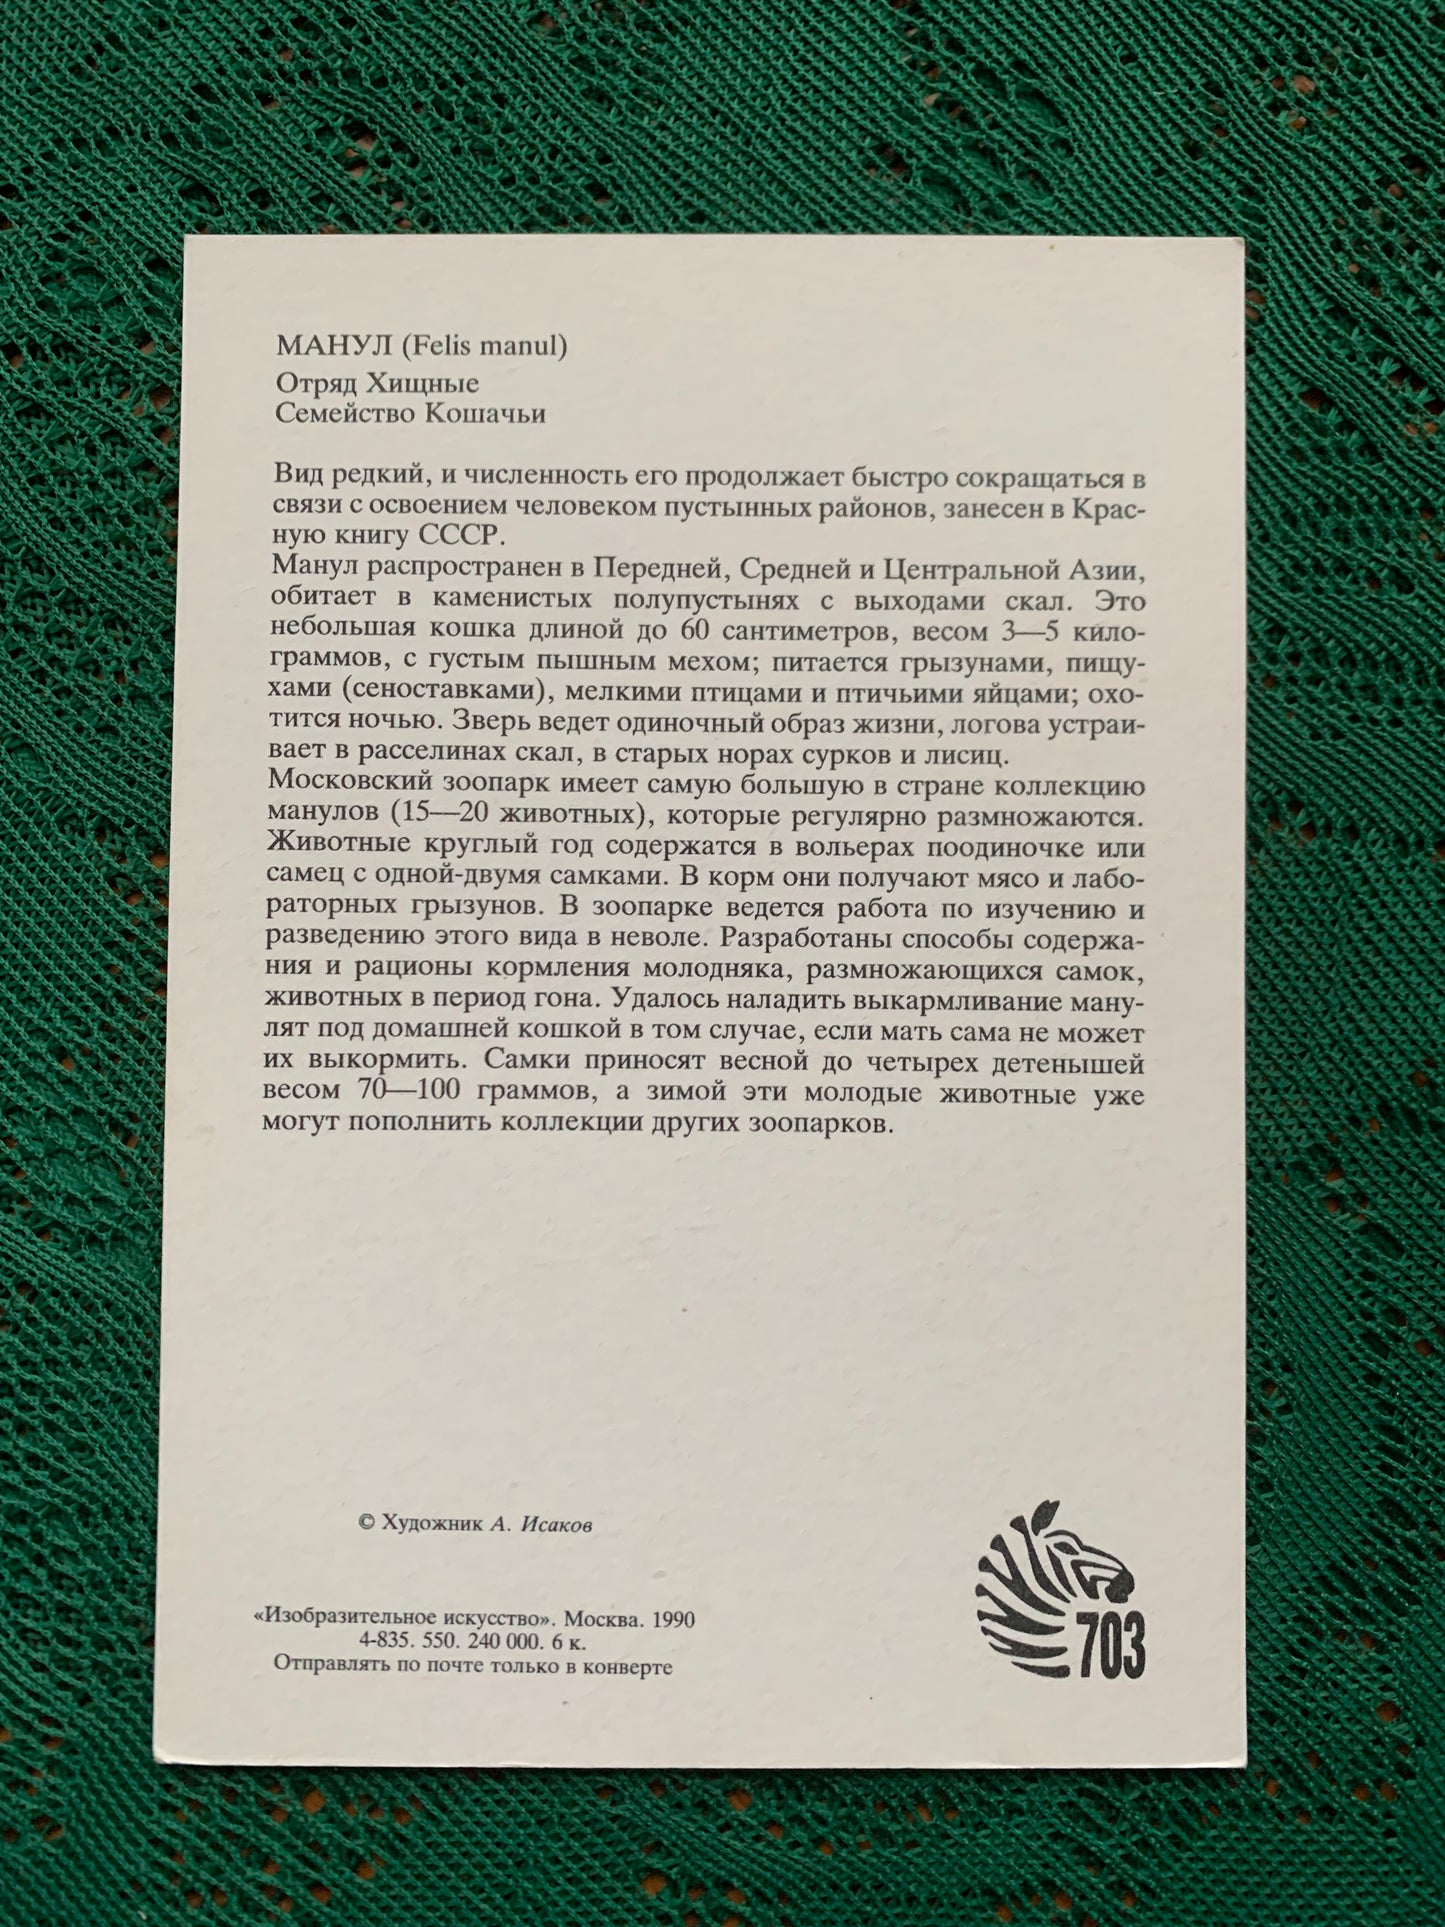 МАНУЛ (Felis manul)
Отряд Хищные
Семейство Кошачьи
Вид редкий, и численность его продолжает быстро сокращаться в
связи с освоением человеком пустынных районов, занесен в Крас-
ную книгу СССР.
Манул распространен в Передней, Средней и Центральной Азии,
обитает в каменистых полупустынях с выходами скал. Это
небольшая кошка длиной до 60 сантиметров, весом 3—5 кило-
граммов, с густым пышным мехом; питается грызунами, пищу-
хами (сеноставками), мелкими птицами и птичьими яйцами; охо-
тится ночью. Зверь ведет одиночный образ жизни, логова устраи-
вает в расселинах скал, в старых норах сурков и лисиц.
Московский зоопарк имеет самую большую в стране коллекцию
манулов (15—20 животных), которые регулярно размножаются.
Животные круглый год содержатся в вольерах поодиночке или
самец с одной-двумя самками. В корм они получают мясо и лабо-
раторных грызунов. В зоопарке ведется работа по изучению и
разведению этого вида в неволе. Разработаны способы содержа-
ния и рационы кормления молодняка, размножающихся самок,
животных в период гона. Удалось наладить выкармливание ману-
лят под домашней кошкой в том случае, если мать сама не может
их выкормить. Самки приносят весной до четырех детенышей
весом 70—100 граммов, а зимой эти молодые животные уже
могут пополнить коллекции других зоопарков.
© Художник А. Исаков
«Изобразительное искусство». Москва. 1990
4-835. 550. 240 000. 6 к.
Отправлять по почте только в конверте
703